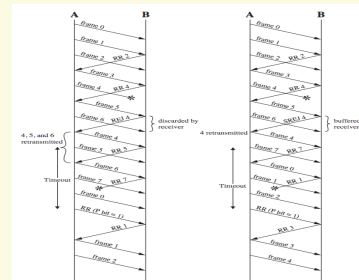 A B
frame 0
frame 1
frame 2
RR 2
frame 3
frame 4
RR 4
*
frame 5
frame 6
REJ 4
discarded by
receiver
4, 5, and 6
retransmitted
frame 4
frame 5
RR 5
frame 6
Timeout
frame 7
RR 7
*
frame 0
RR (P bit = 1)
RR 1
frame 1
frame 2
A B
frame 0
frame 1
frame 2
RR 2
frame 3
frame 4
RR 4
*
frame 5
frame 6
SREJ 4
buffered
receiver
4 retransmitted
frame 4
frame 7
RR 7
frame 0
Timeout
frame 1
RR 1
*
frame 2
RR (P bit = 1)
RR 3
frame 3
frame 4